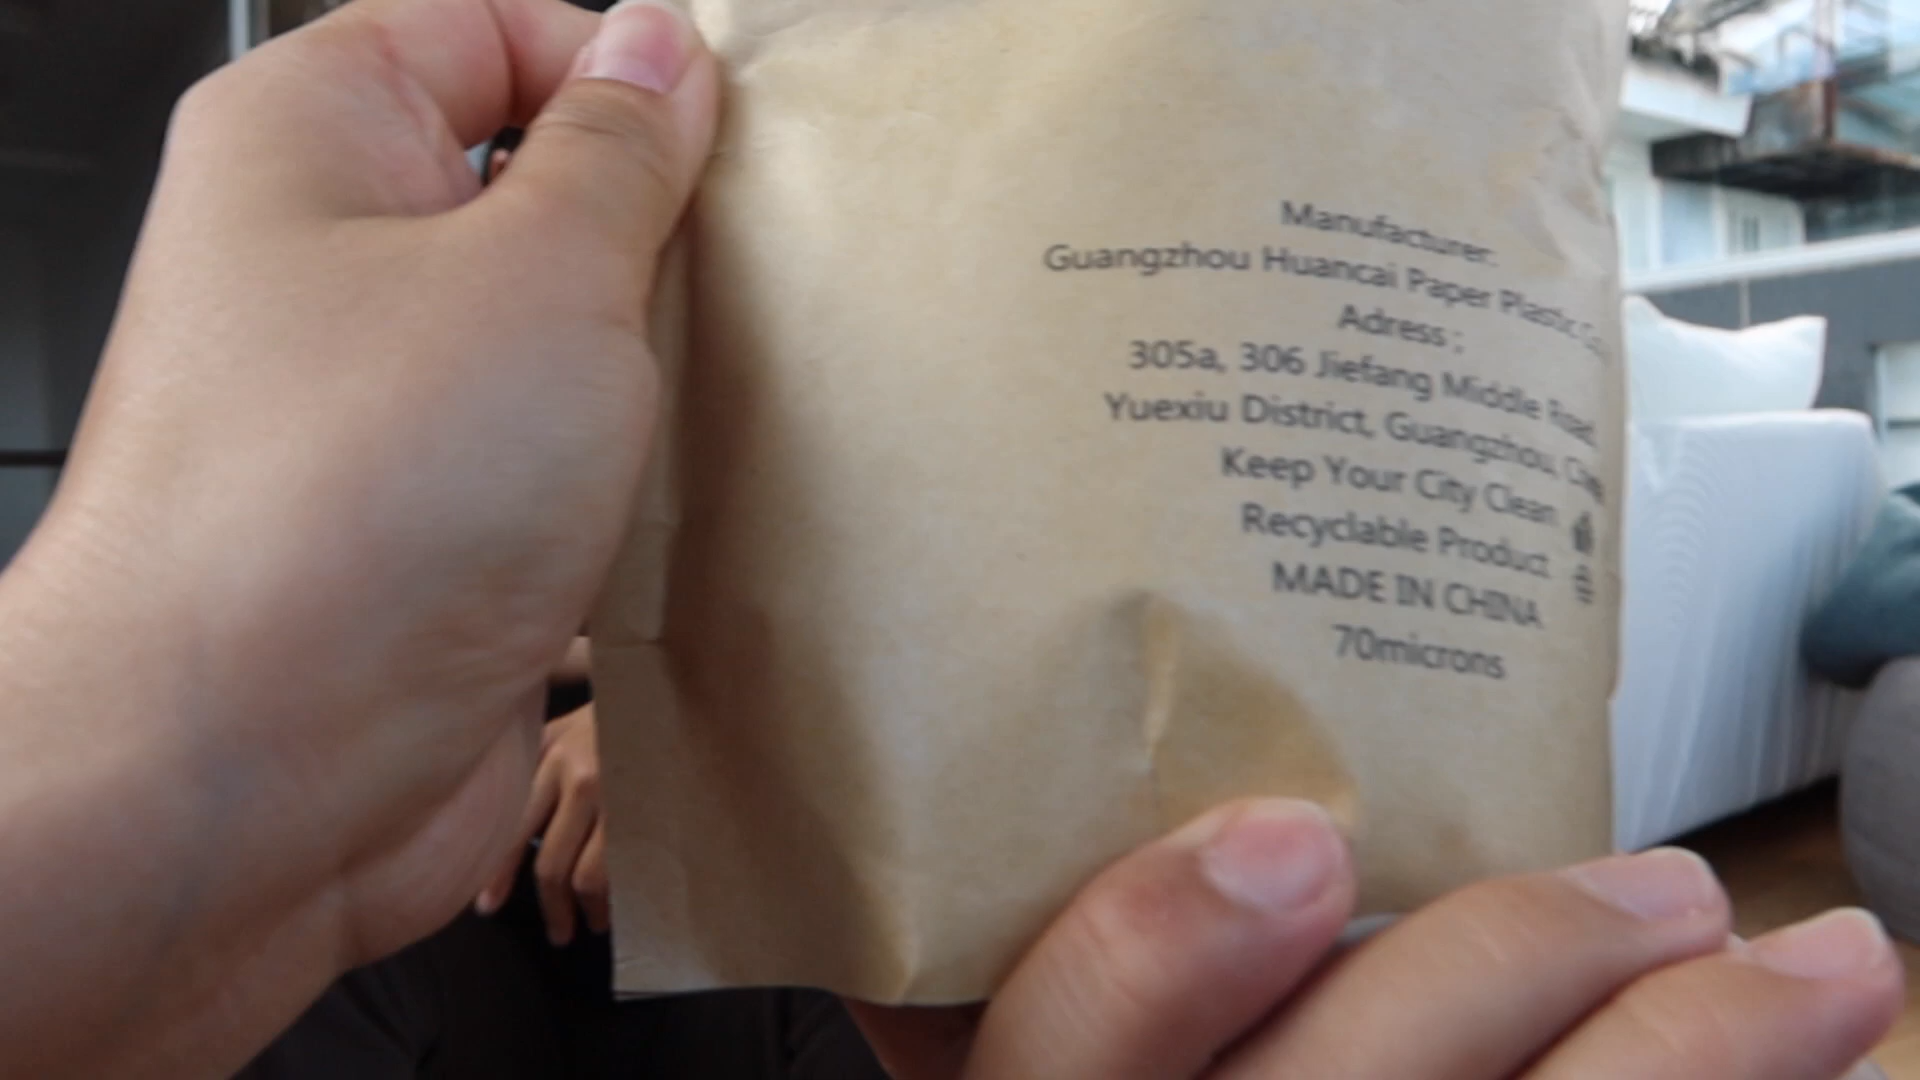 Manufacturer:
Guangzhou Huancai Paper Plastic Co
Adress ;
305a, 306 Jiefang Middle Road,
Yuexiu District, Guangzhou,
Keep Your City Clean
Recyclable Product
MADE IN CHINA
70microns